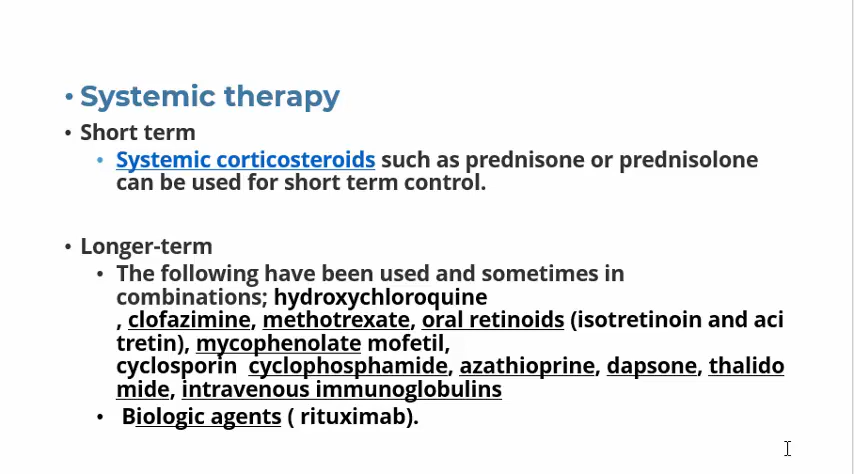 • Systemic therapy
• Short term
• Systemic corticosteroids such as prednisone or prednisolone
can be used for short term control.
• Longer-term
• The following have been used and sometimes in
combinations; hydroxychloroquine
, clofazimine, methotrexate, oral retinoids (isotretinoin and aci
tretin), mycophenolate mofetil,
cyclosporin  cyclophosphamide, azathioprine, dapsone, thalido
mide, intravenous immunoglobulins
• Biologic agents ( rituximab).